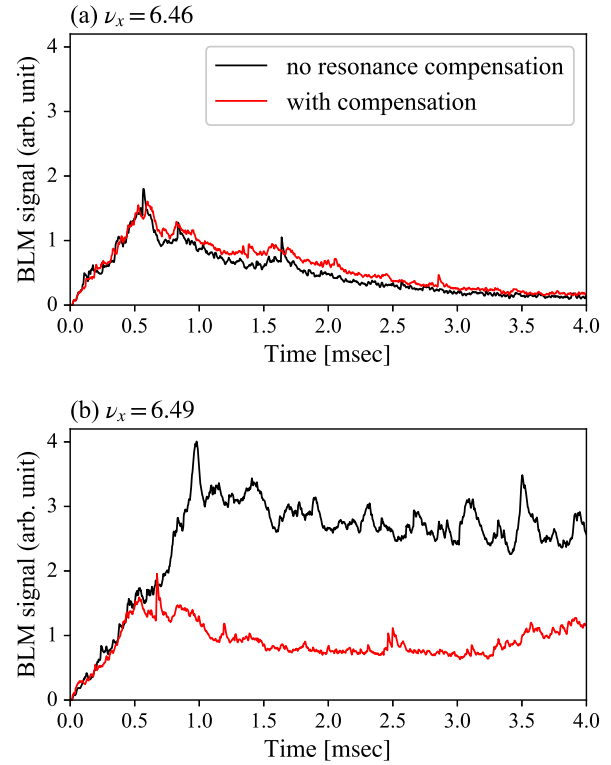 (a) νₓ = 6.46
no resonance compensation
with compensation
BLM signal (arb. unit)
4
3
2
1
0
0.0 0.5 1.0 1.5 2.0 2.5 3.0 3.5 4.0
Time [msec]
(b) νₓ = 6.49
BLM signal (arb. unit)
4
3
2
1
0
0.0 0.5 1.0 1.5 2.0 2.5 3.0 3.5 4.0
Time [msec]